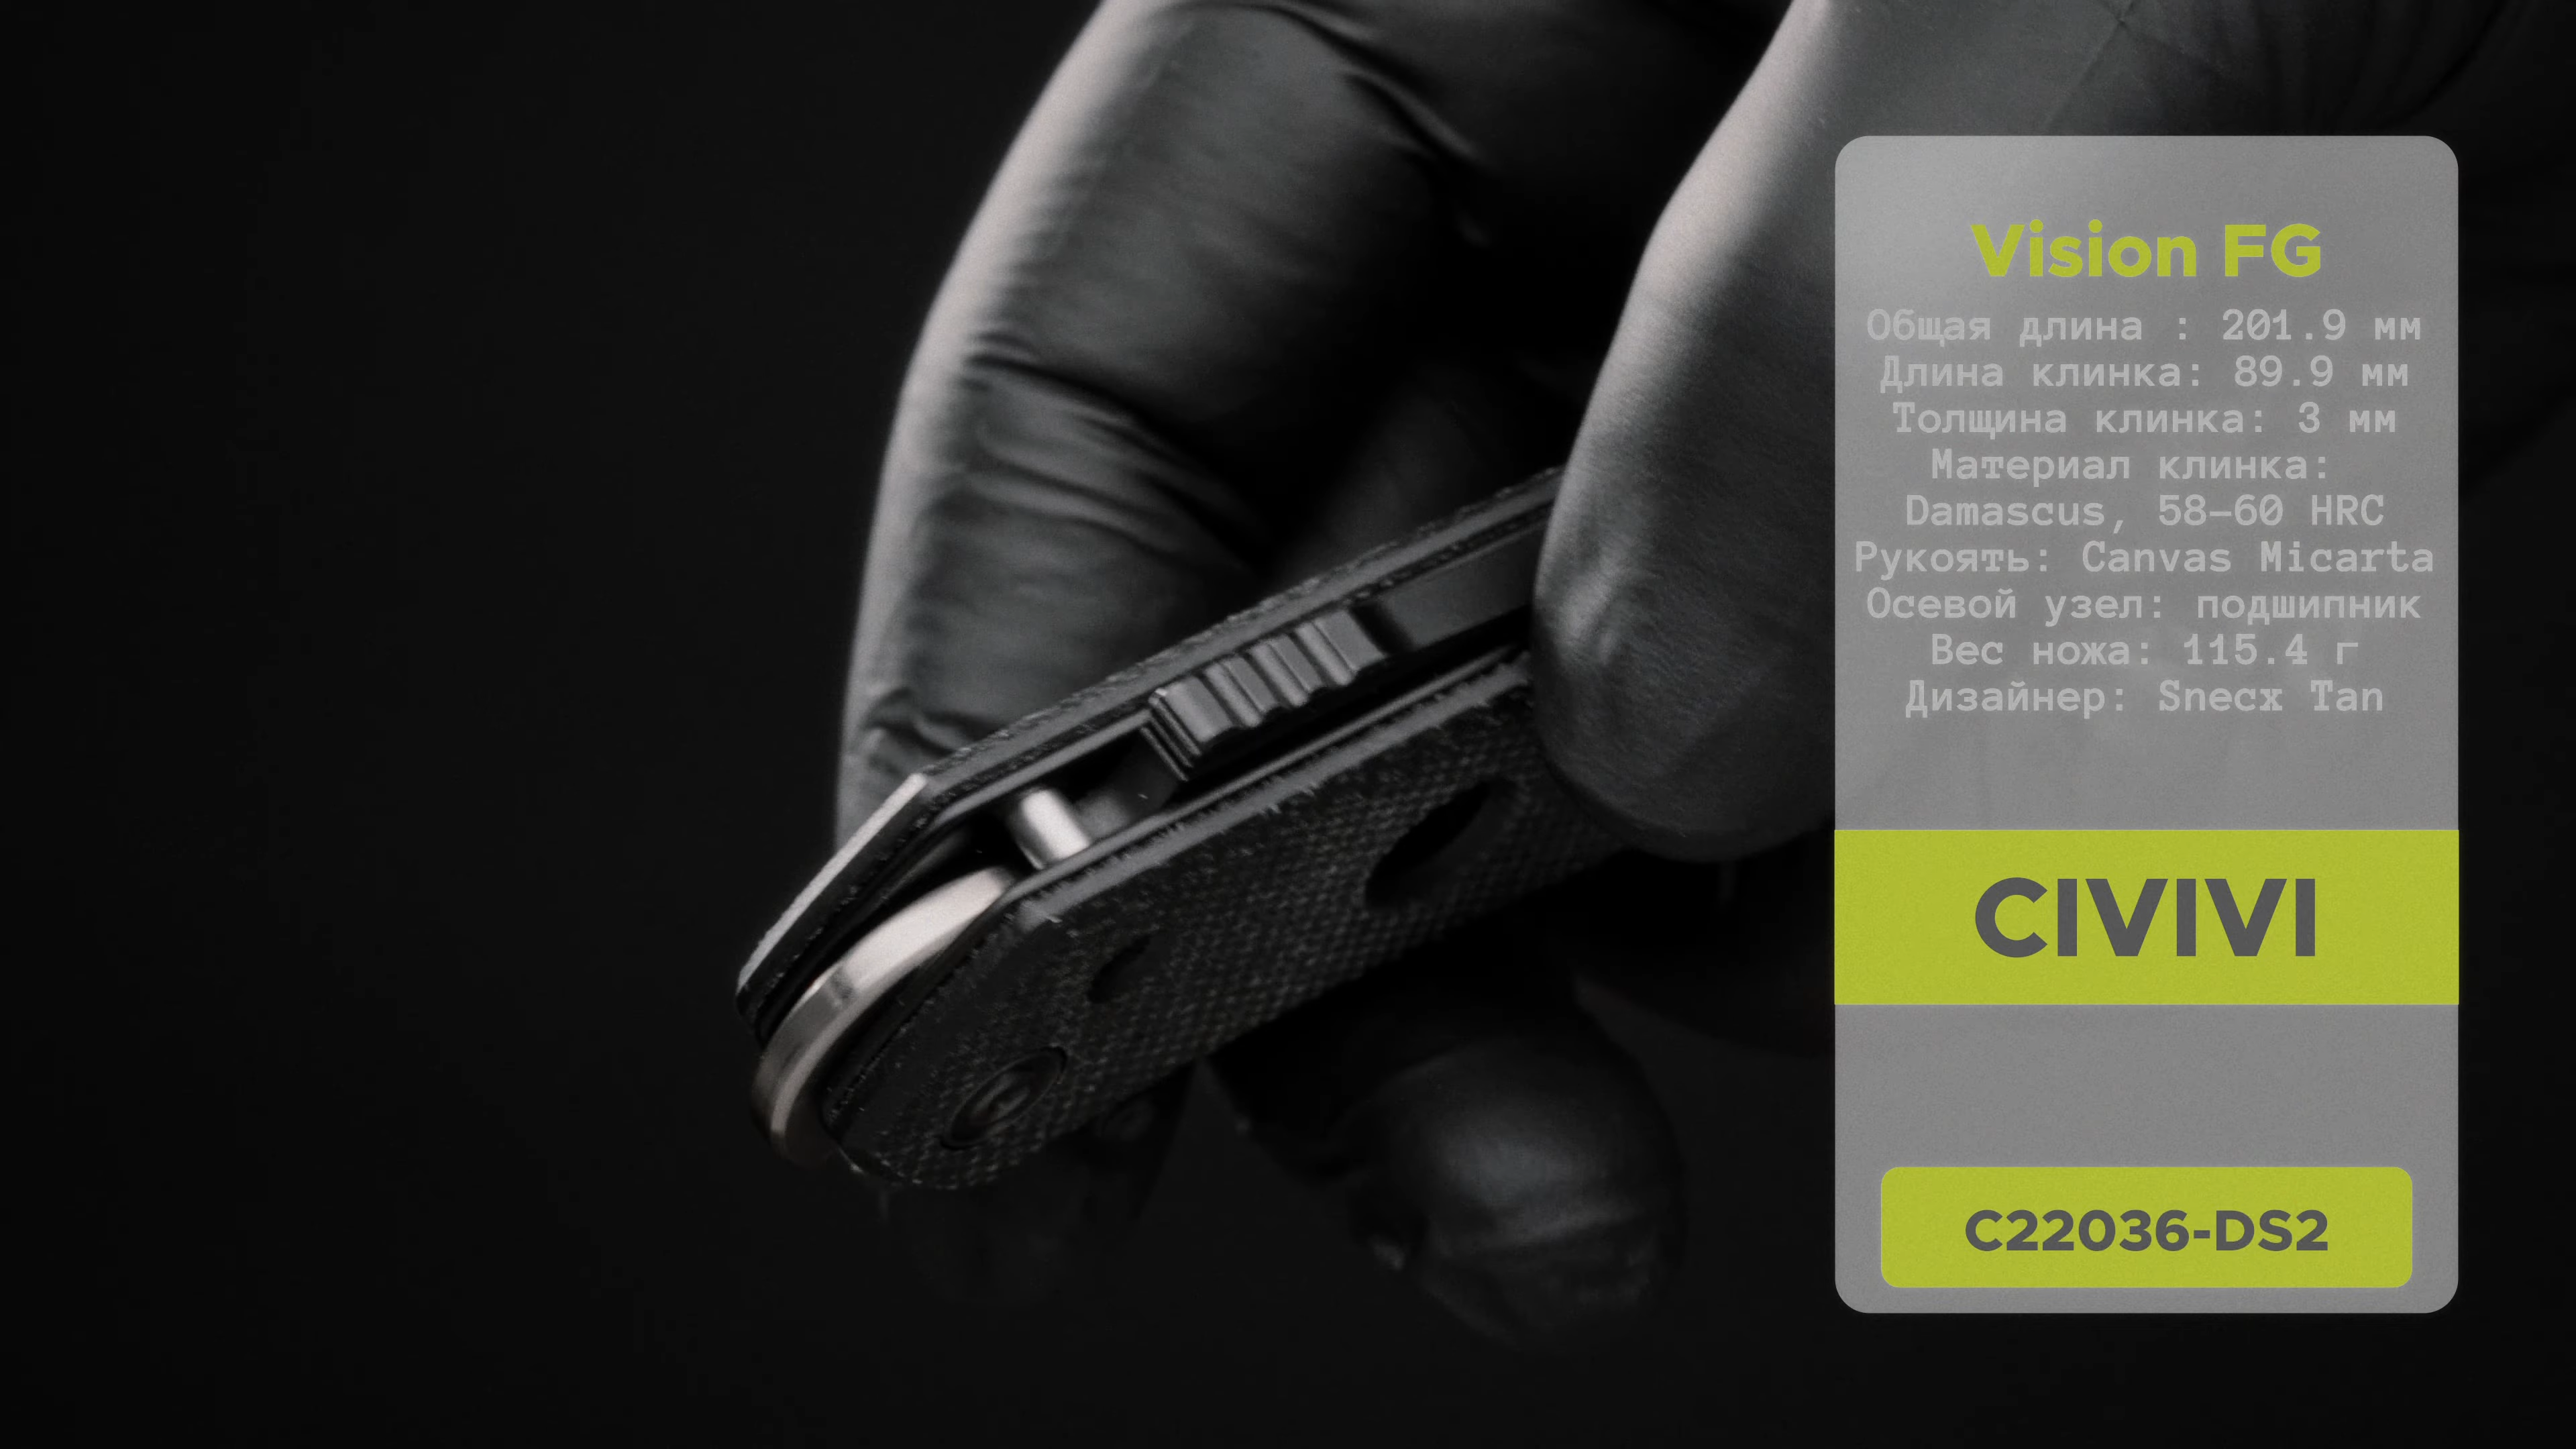 Vision FG
Общая длина : 201.9 мм
Длина клинка: 89.9 мм
Толщина клинка: 3 мм
Материал клинка:
Damascus, 58-60 HRC
Рукоять: Canvas Micarta
Осевой узел: подшипник
Вес ножа: 115.4 г
Дизайнер: Snecx Tan
CIVIVI
C22036-DS2